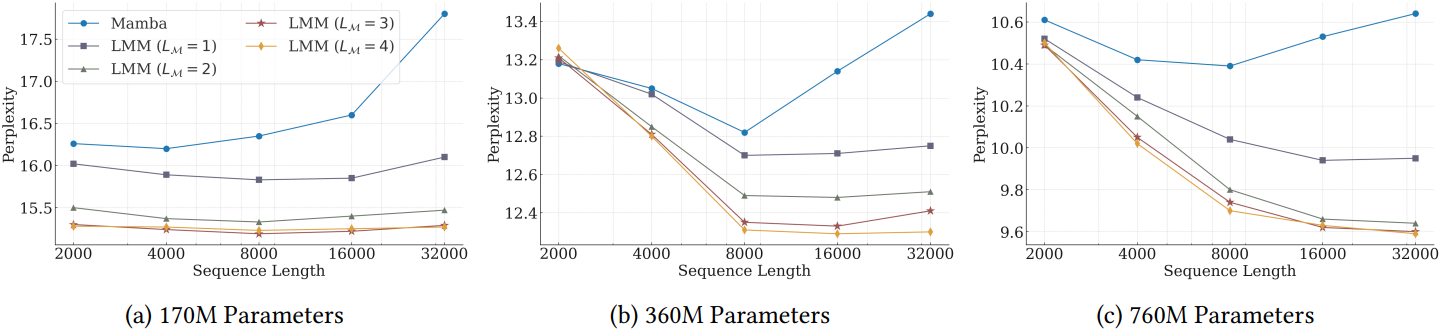 Perplexity
17.5
17.0
16.5
16.0
15.5
Mamba
LMM (L_M = 1)
LMM (L_M = 2)
LMM (L_M = 3)
LMM (L_M = 4)
2000 4000 8000 16000 32000
Sequence Length
(a) 170M Parameters
Perplexity
13.4
13.2
13.0
12.8
12.6
12.4
2000 4000 8000 16000 32000
Sequence Length
(b) 360M Parameters
Perplexity
10.6
10.4
10.2
10.0
9.8
9.6
2000 4000 8000 16000 32000
Sequence Length
(c) 760M Parameters